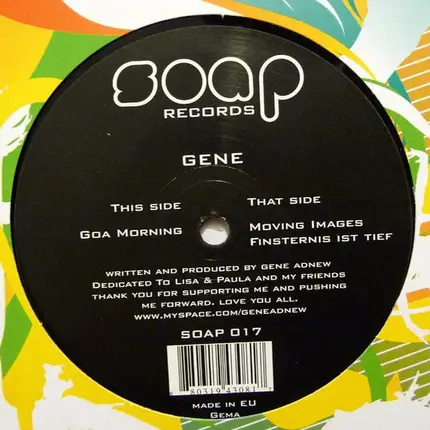 soap
RECORDS
GENE
THIS SIDE
THAT SIDE
GOA MORNING
MOVING IMAGES
FINSTERNIS IST TIEF
WRITTEN AND PRODUCED BY GENE ADNEW
DEDICATED TO LISA & PAULA AND MY FRIENDS
THANK YOU FOR SUPPORTING ME AND PUSHING
ME FORWARD. LOVE YOU ALL.
WWW.MYSPACE.COM/GENEADNEW
SOAP 017
80319 43081
MADE IN EU
GEMA